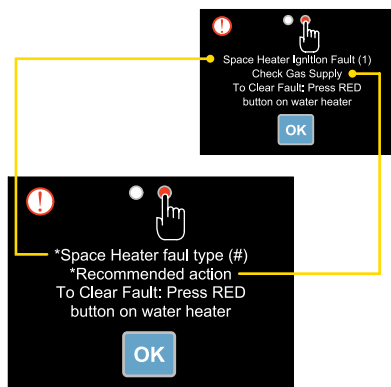 !
Space Heater Ignition Fault (1)
Check Gas Supply
To Clear Fault: Press RED
button on water heater
OK
!
*Space Heater faul type (#)
*Recommended action
To Clear Fault: Press RED
button on water heater
OK